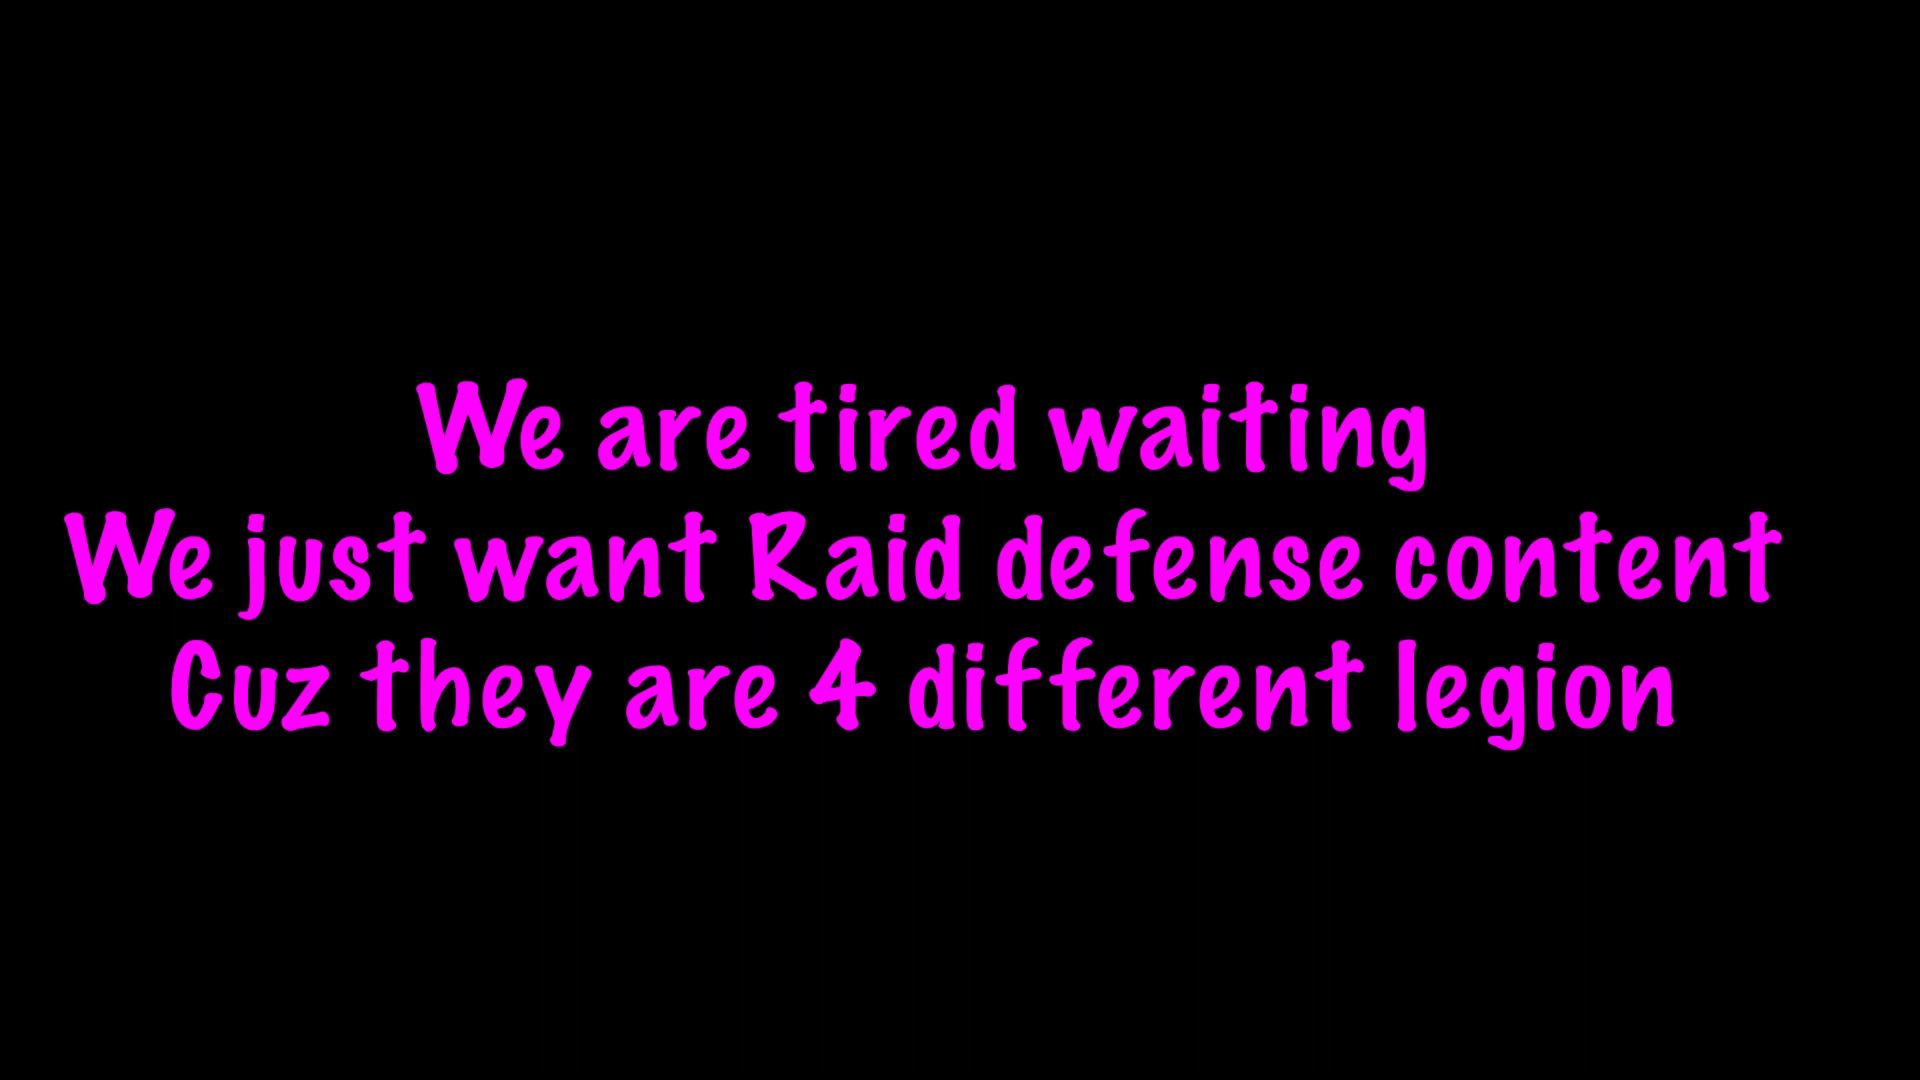 We are tired waiting
We just want Raid defense content
Cuz they are 4 different legion